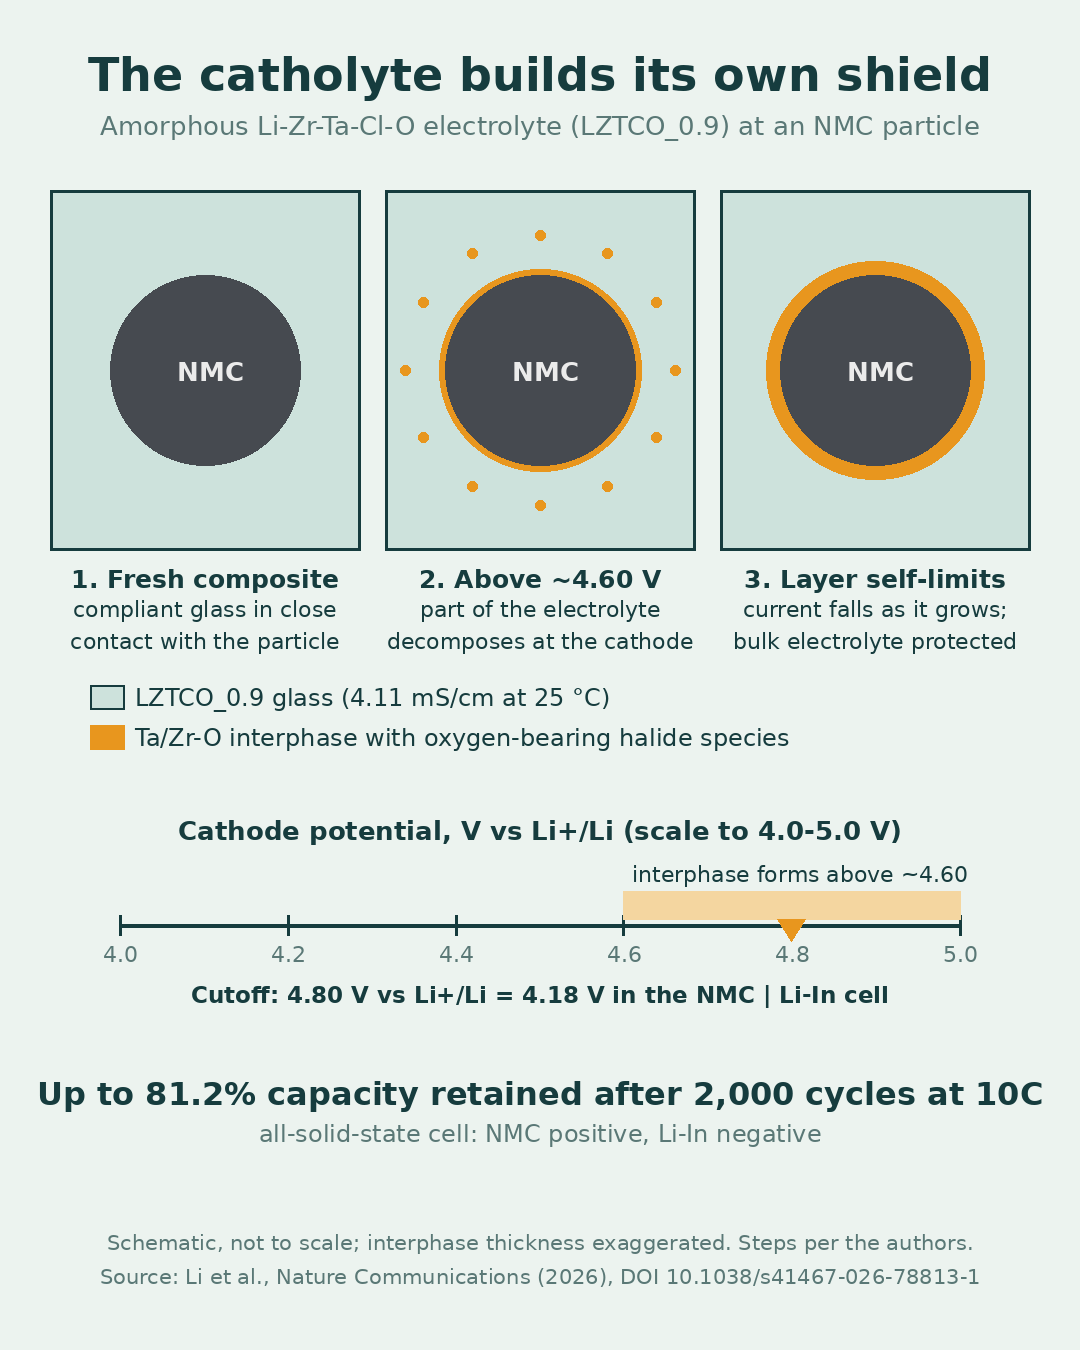 The catholyte builds its own shield
Amorphous Li-Zr-Ta-Cl-O electrolyte (LZTCO_0.9) at an NMC particle
NMC
NMC
NMC
1. Fresh composite
compliant glass in close
contact with the particle
2. Above ~4.60 V
part of the electrolyte
decomposes at the cathode
3. Layer self-limits
current falls as it grows;
bulk electrolyte protected
LZTCO_0.9 glass (4.11 mS/cm at 25 °C)
Ta/Zr-O interphase with oxygen-bearing halide species
Cathode potential, V vs Li+/Li (scale to 4.0-5.0 V)
interphase forms above ~4.60
4.0 4.2 4.4 4.6 4.8 5.0
Cutoff: 4.80 V vs Li+/Li = 4.18 V in the NMC | Li-In cell
Up to 81.2% capacity retained after 2,000 cycles at 10C
all-solid-state cell: NMC positive, Li-In negative
Schematic, not to scale; interphase thickness exaggerated. Steps per the authors.
Source: Li et al., Nature Communications (2026), DOI 10.1038/s41467-026-78813-1